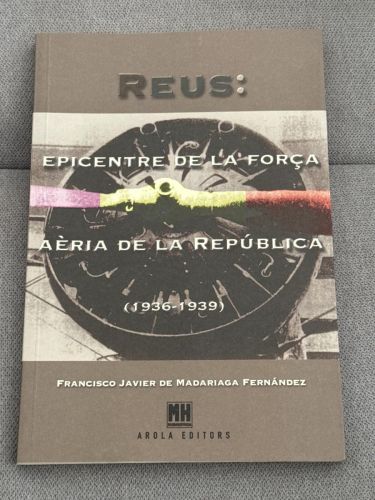 REUS:
EPICENTRE DE LA FORÇA
AÈRIA DE LA REPÚBLICA
(1936-1939)
FRANCISCO JAVIER DE MADARIAGA FERNÁNDEZ
MH
AROLA EDITORS